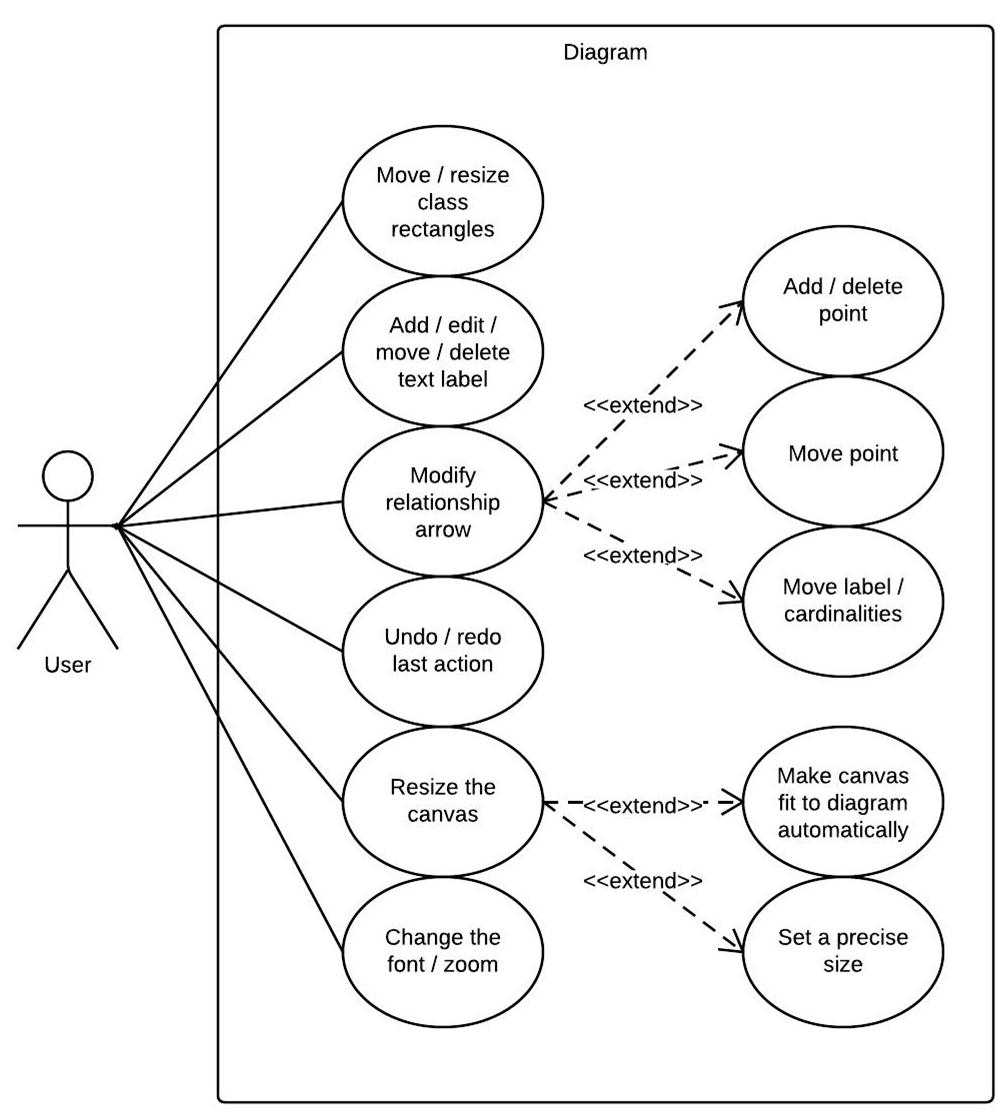 Diagram
Move / resize
class
rectangles
Add / edit /
move / delete
text label
Modify
relationship
arrow
Undo / redo
last action
Resize the
canvas
Change the
font / zoom
User
<<extend>>
<<extend>>
<<extend>>
<<extend>>
<<extend>>
Add / delete
point
Move point
Move label /
cardinalities
Make canvas
fit to diagram
automatically
Set a precise
size